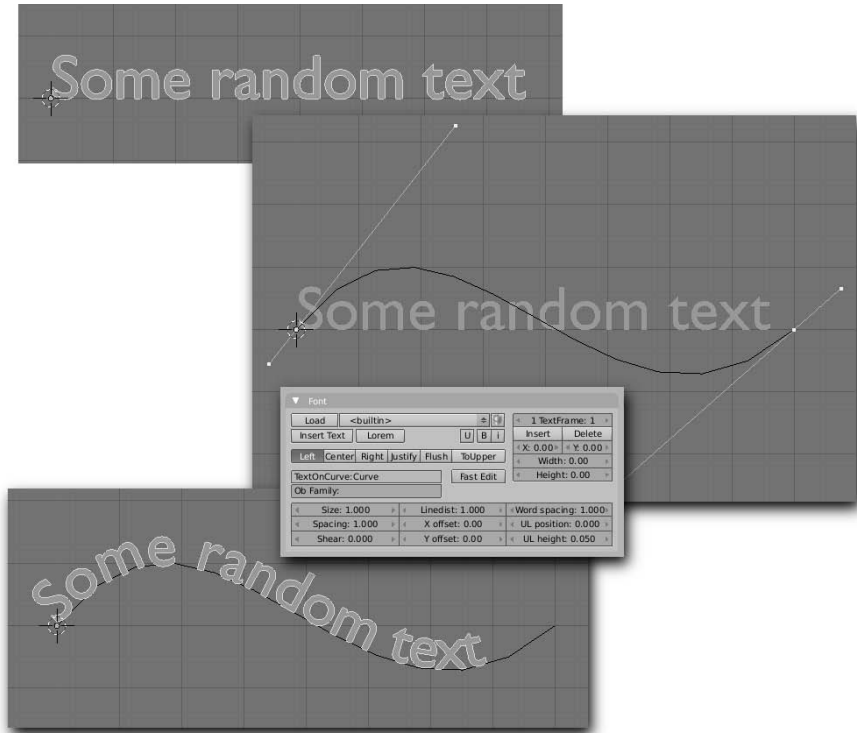 Some random text
Some random text
Font
Load <builtin> 1 TextFrame: 1
Insert Text Lorem U B i Insert Delete
X: 0.00 Y: 0.00
Left Center Right Justify Flush ToUpper Width: 0.00
TextOnCurve:Curve Fast Edit Height: 0.00
Ob Family:
Size: 1.000 Linedist: 1.000 Word spacing: 1.000
Spacing: 1.000 X offset: 0.00 UL position: 0.000
Shear: 0.000 Y offset: 0.00 UL height: 0.050
Some random text